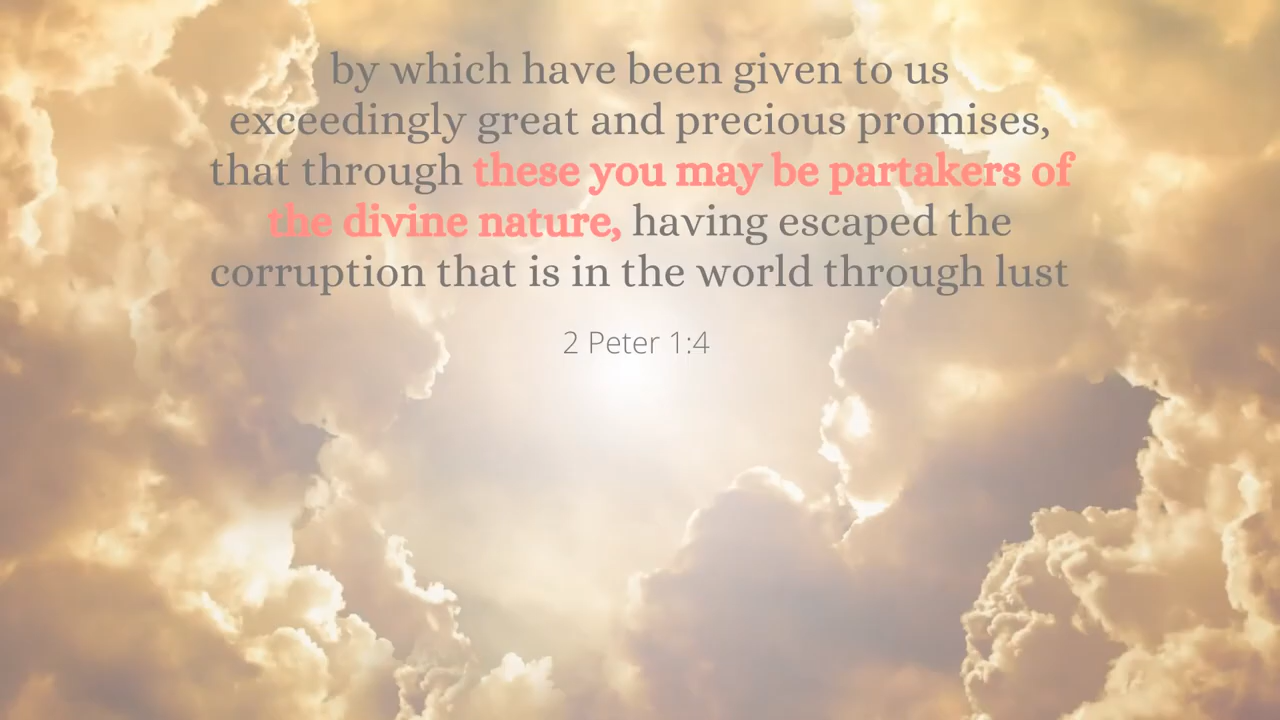 by which have been given to us
exceedingly great and precious promises,
that through these you may be partakers of
the divine nature, having escaped the
corruption that is in the world through lust
2 Peter 1:4